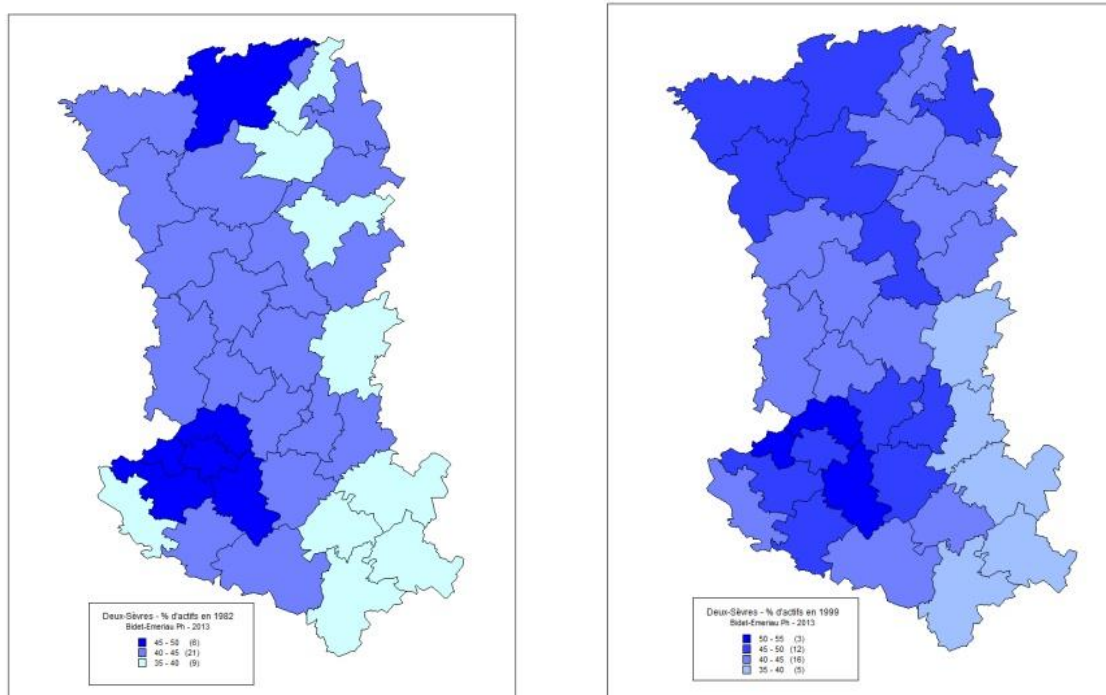 Deux-Sèvres - % d'actifs en 1982
Bidet-Emeriau Ph - 2013
45 - 50 (6)
40 - 45 (21)
35 - 40 (9)
Deux-Sèvres - % d'actifs en 1999
Bidet-Emeriau Ph - 2013
50 - 55 (3)
45 - 50 (12)
40 - 45 (16)
35 - 40 (5)